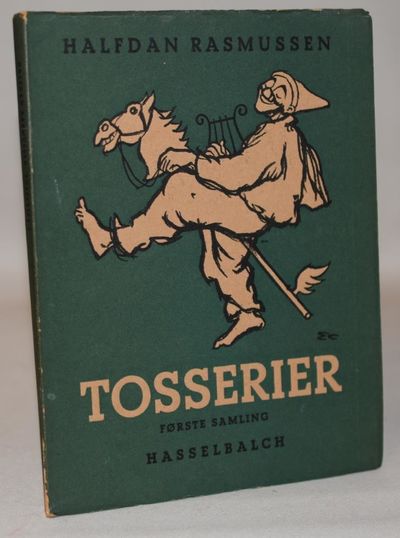 HALFDAN RASMUSSEN
TOSSERIER
FØRSTE SAMLING
HASSELBALCH